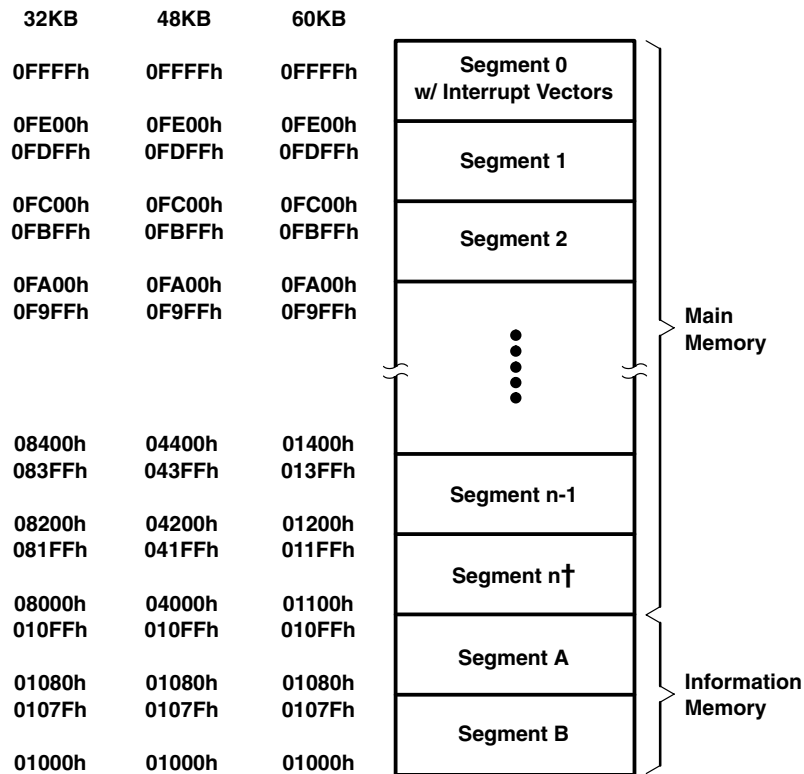 32KB 48KB 60KB
0FFFFh 0FFFFh 0FFFFh
Segment 0
w/ Interrupt Vectors
0FE00h 0FE00h 0FE00h
0FDFFh 0FDFFh 0FDFFh
Segment 1
0FC00h 0FC00h 0FC00h
0FBFFh 0FBFFh 0FBFFh
Segment 2
0FA00h 0FA00h 0FA00h
0F9FFh 0F9FFh 0F9FFh
Main
Memory
08400h 04400h 01400h
083FFh 043FFh 013FFh
Segment n-1
08200h 04200h 01200h
081FFh 041FFh 011FFh
Segment n†
08000h 04000h 01100h
010FFh 010FFh 010FFh
Segment A
01080h 01080h 01080h
0107Fh 0107Fh 0107Fh
Information
Memory
Segment B
01000h 01000h 01000h